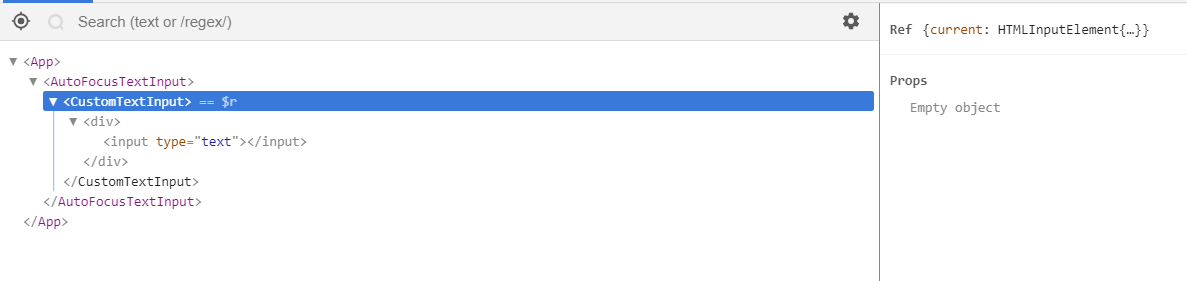 Search (text or /regex/)
<App>
<AutoFocusTextInput>
<CustomTextInput> == $r
<div>
<input type="text"></input>
</div>
</CustomTextInput>
</AutoFocusTextInput>
</App>
Ref {current: HTMLInputElement{…}}
Props
Empty object